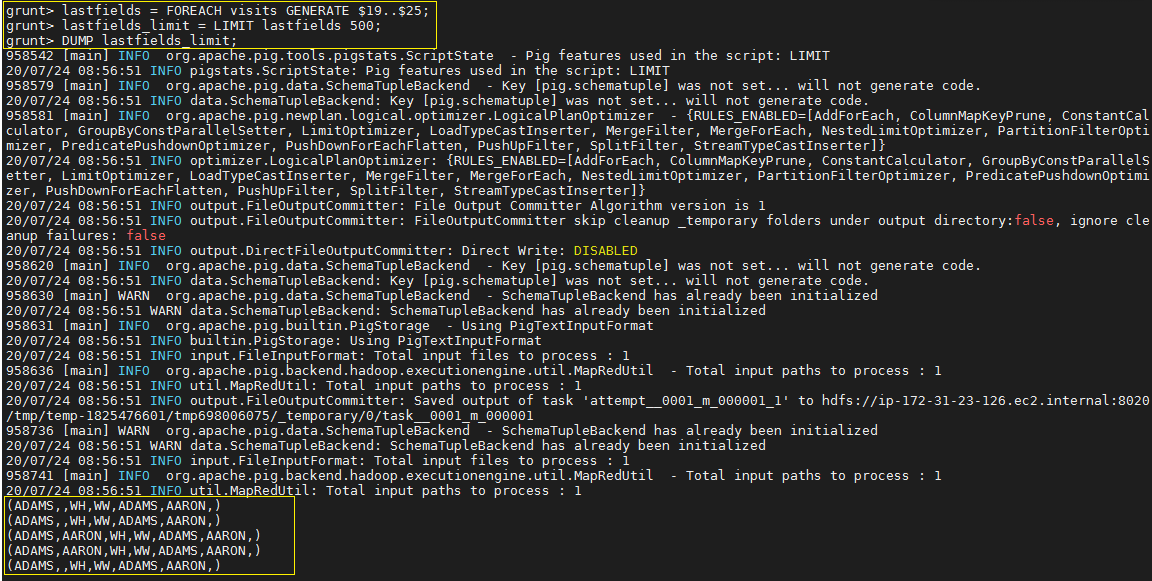 grunt> lastfields = FOREACH visits GENERATE $19..$25;
grunt> lastfields_limit = LIMIT lastfields 500;
grunt> DUMP lastfields_limit;
958542 [main] INFO  org.apache.pig.tools.pigstats.ScriptState  - Pig features used in the script: LIMIT
20/07/24 08:56:51 INFO pigstats.ScriptState: Pig features used in the script: LIMIT
958579 [main] INFO  org.apache.pig.data.SchemaTupleBackend  - Key [pig.schematuple] was not set... will not generate code.
20/07/24 08:56:51 INFO data.SchemaTupleBackend: Key [pig.schematuple] was not set... will not generate code.
958581 [main] INFO  org.apache.pig.newplan.logical.optimizer.LogicalPlanOptimizer  - {RULES_ENABLED=[AddForEach, ColumnMapKeyPrune, ConstantCal
culator, GroupByConstParallelSetter, LimitOptimizer, LoadTypeCastInserter, MergeFilter, MergeForEach, NestedLimitOptimizer, PartitionFilterOpti
mizer, PredicatePushdownOptimizer, PushDownForEachFlatten, PushUpFilter, SplitFilter, StreamTypeCastInserter]}
20/07/24 08:56:51 INFO optimizer.LogicalPlanOptimizer: {RULES_ENABLED=[AddForEach, ColumnMapKeyPrune, ConstantCalculator, GroupByConstParallelS
etter, LimitOptimizer, LoadTypeCastInserter, MergeFilter, MergeForEach, NestedLimitOptimizer, PartitionFilterOptimizer, PredicatePushdownOptimi
zer, PushDownForEachFlatten, PushUpFilter, SplitFilter, StreamTypeCastInserter]}
20/07/24 08:56:51 INFO output.FileOutputCommitter: File Output Committer Algorithm version is 1
20/07/24 08:56:51 INFO output.FileOutputCommitter: FileOutputCommitter skip cleanup _temporary folders under output directory:false, ignore cle
anup failures: false
20/07/24 08:56:51 INFO output.DirectFileOutputCommitter: Direct Write: DISABLED
958620 [main] INFO  org.apache.pig.data.SchemaTupleBackend  - Key [pig.schematuple] was not set... will not generate code.
20/07/24 08:56:51 INFO data.SchemaTupleBackend: Key [pig.schematuple] was not set... will not generate code.
958630 [main] WARN  org.apache.pig.data.SchemaTupleBackend  - SchemaTupleBackend has already been initialized
20/07/24 08:56:51 WARN data.SchemaTupleBackend: SchemaTupleBackend has already been initialized
958631 [main] INFO  org.apache.pig.builtin.PigStorage  - Using PigTextInputFormat
20/07/24 08:56:51 INFO builtin.PigStorage: Using PigTextInputFormat
20/07/24 08:56:51 INFO input.FileInputFormat: Total input files to process : 1
958636 [main] INFO  org.apache.pig.backend.hadoop.executionengine.util.MapRedUtil  - Total input paths to process : 1
20/07/24 08:56:51 INFO util.MapRedUtil: Total input paths to process : 1
20/07/24 08:56:51 INFO output.FileOutputCommitter: Saved output of task 'attempt__0001_m_000001_1' to hdfs://ip-172-31-23-126.ec2.internal:8020
/tmp/temp-1825476601/tmp698006075/_temporary/0/task__0001_m_000001
958736 [main] WARN  org.apache.pig.data.SchemaTupleBackend  - SchemaTupleBackend has already been initialized
20/07/24 08:56:51 WARN data.SchemaTupleBackend: SchemaTupleBackend has already been initialized
20/07/24 08:56:51 INFO input.FileInputFormat: Total input files to process : 1
958741 [main] INFO  org.apache.pig.backend.hadoop.executionengine.util.MapRedUtil  - Total input paths to process : 1
20/07/24 08:56:51 INFO util.MapRedUtil: Total input paths to process : 1
(ADAMS,,WH,WW,ADAMS,AARON,)
(ADAMS,,WH,WW,ADAMS,AARON,)
(ADAMS,AARON,WH,WW,ADAMS,AARON,)
(ADAMS,AARON,WH,WW,ADAMS,AARON,)
(ADAMS,,WH,WW,ADAMS,AARON,)